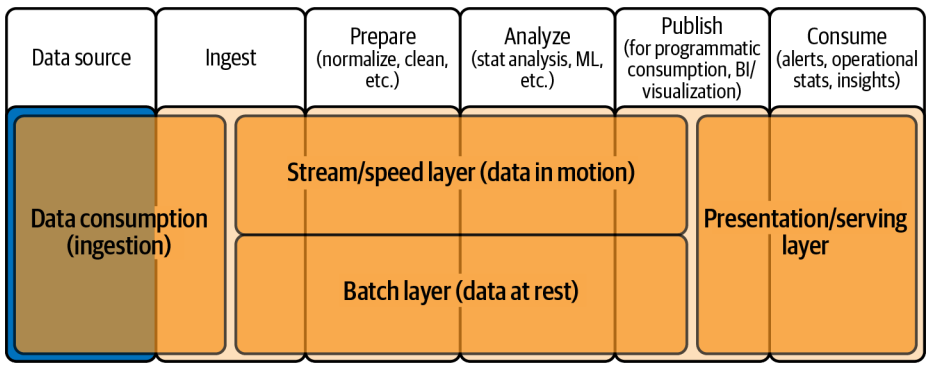 Data source
Ingest
Prepare
(normalize, clean,
etc.)
Analyze
(stat analysis, ML,
etc.)
Publish
(for programmatic
consumption, BI/
visualization)
Consume
(alerts, operational
stats, insights)
Data consumption
(ingestion)
Stream/speed layer (data in motion)
Batch layer (data at rest)
Presentation/serving
layer